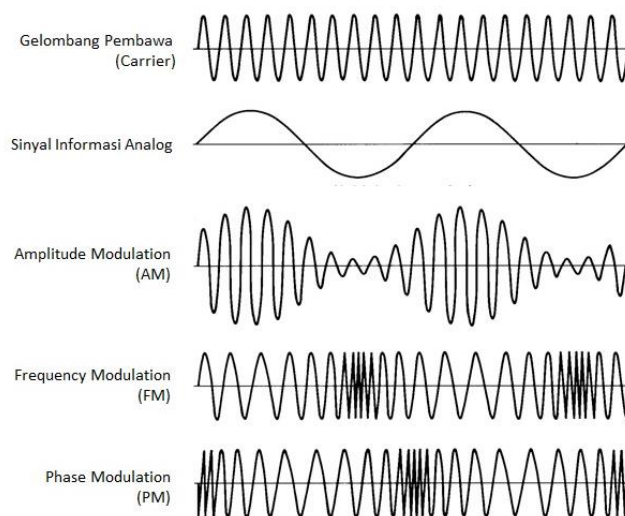 Gelombang Pembawa
(Carrier)
Sinyal Informasi Analog
Amplitude Modulation
(AM)
Frequency Modulation
(FM)
Phase Modulation
(PM)